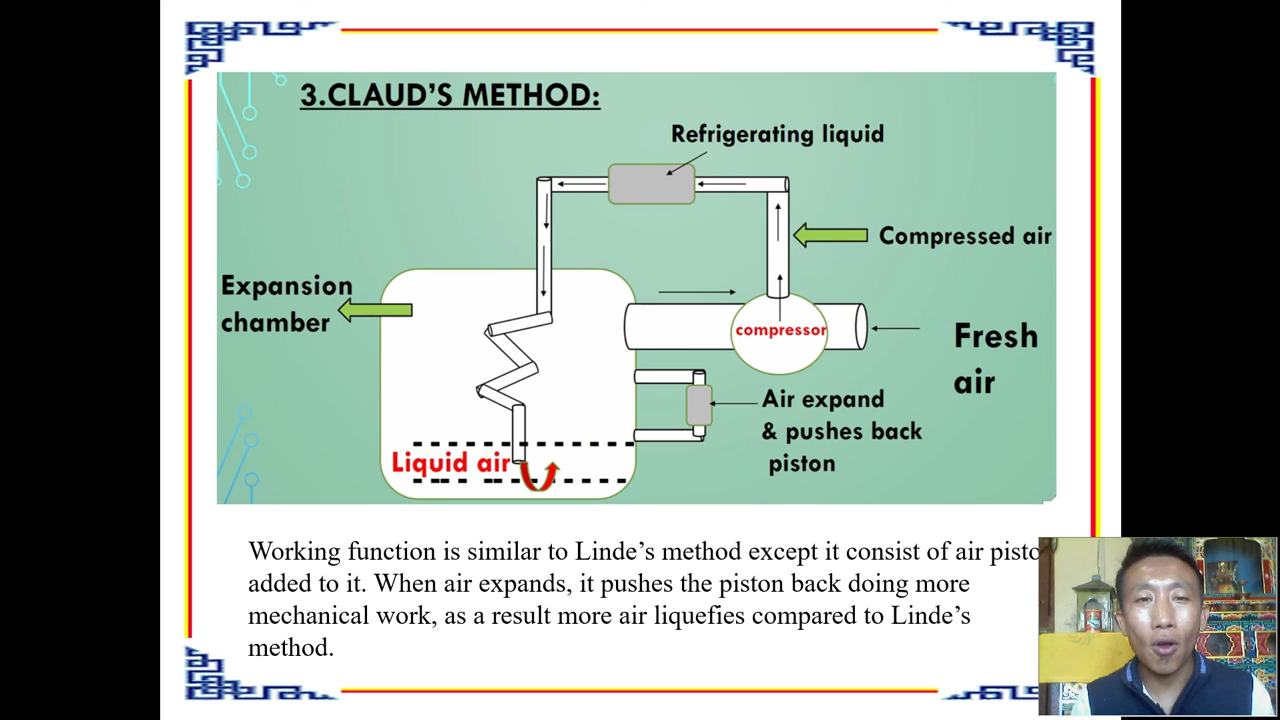 3.CLAUD'S METHOD:
Refrigerating liquid
Compressed air
Expansion
chamber
compressor
Fresh
air
Air expand
& pushes back
piston
Liquid air
Working function is similar to Linde's method except it consist of air pisto
added to it. When air expands, it pushes the piston back doing more
mechanical work, as a result more air liquefies compared to Linde's
method.